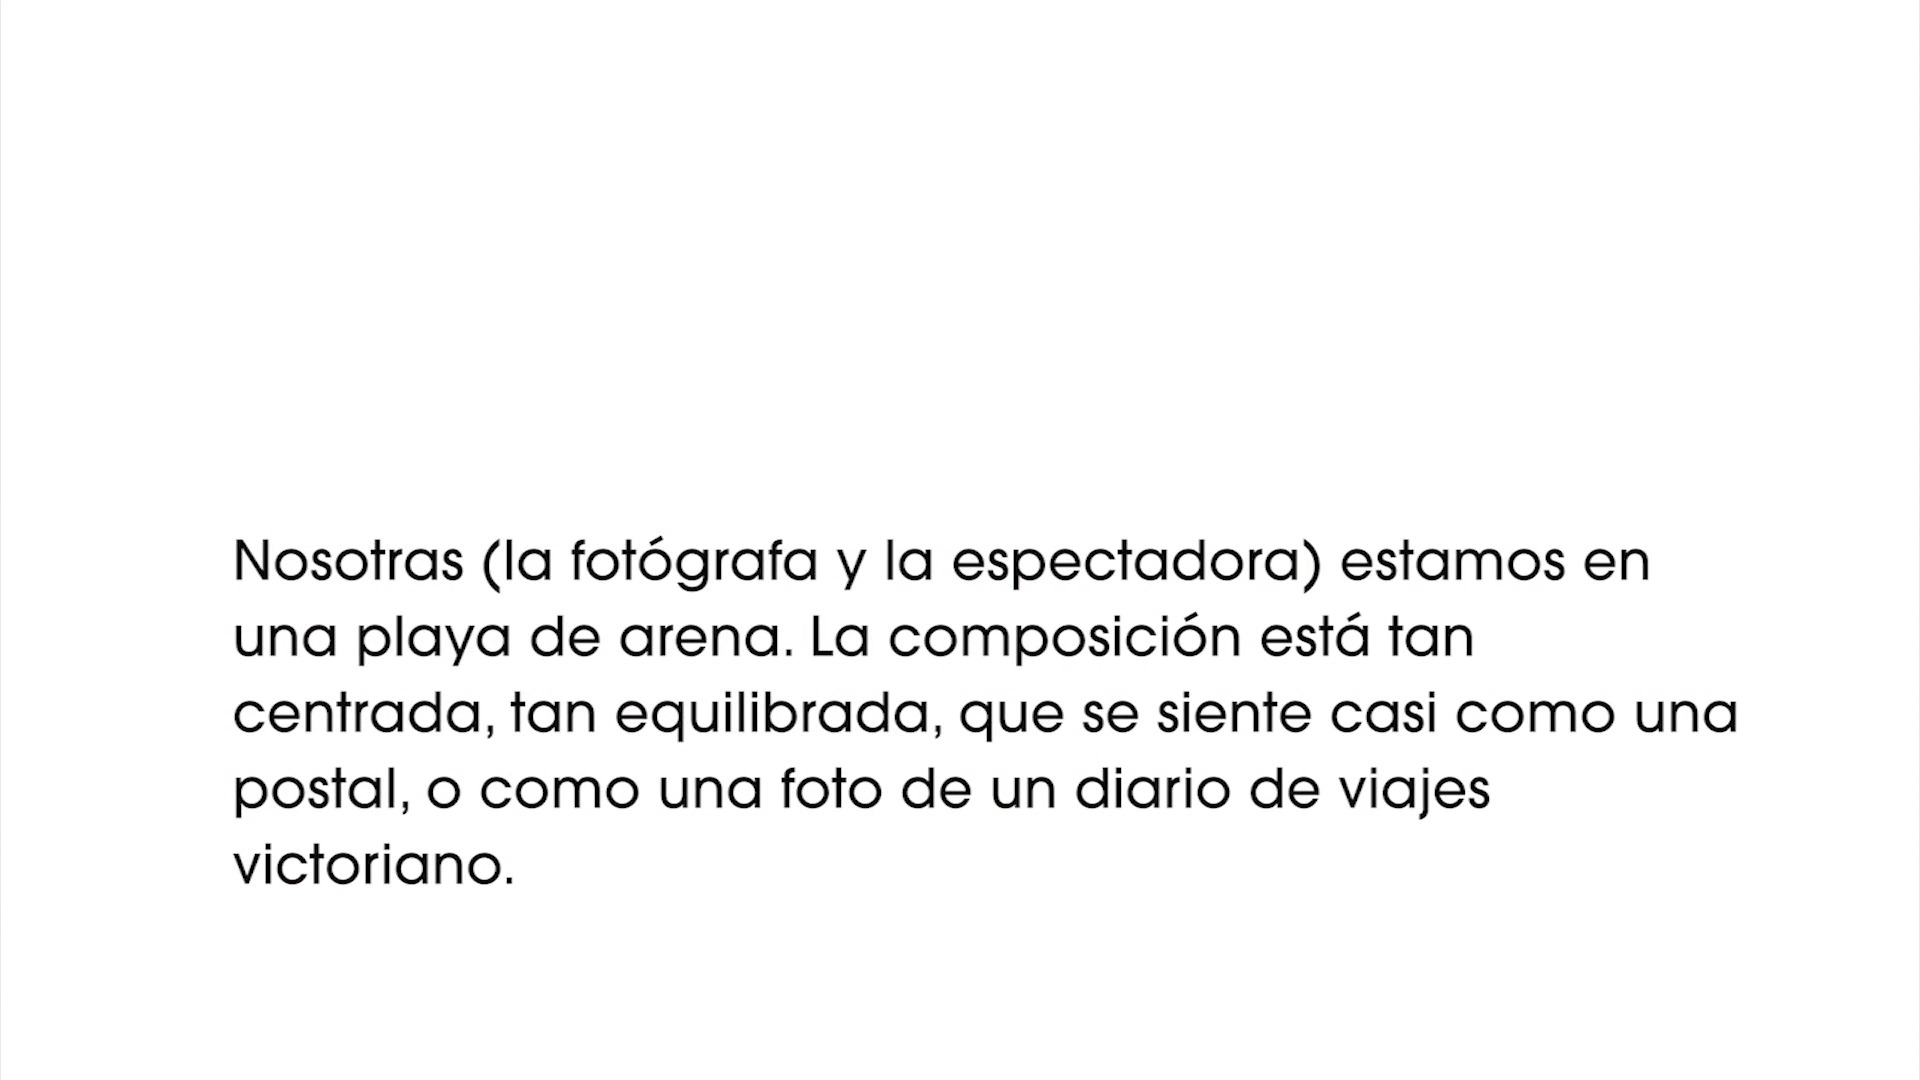 Nosotras (la fotógrafa y la espectadora) estamos en
una playa de arena. La composición está tan
centrada, tan equilibrada, que se siente casi como una
postal, o como una foto de un diario de viajes
victoriano.